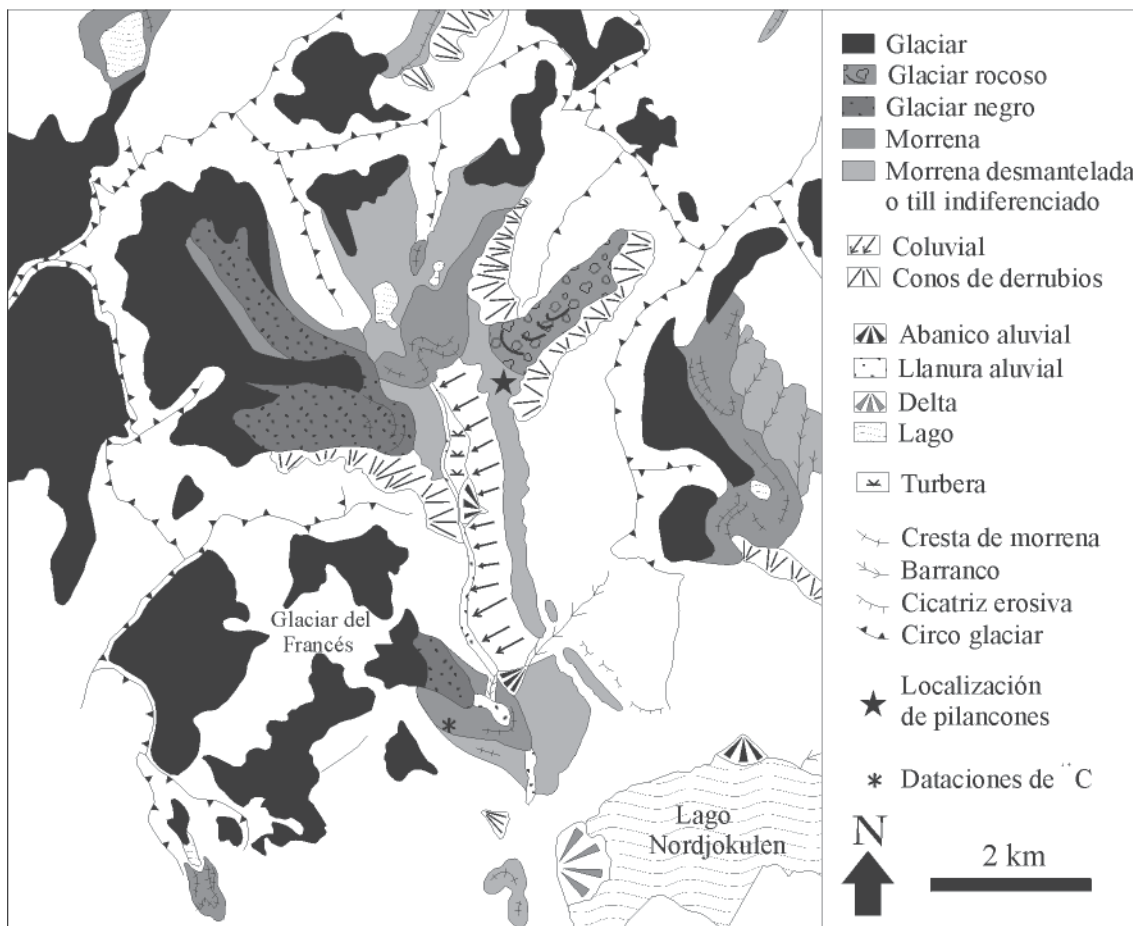 Glaciar
Glaciar rocoso
Glaciar negro
Morrena
Morrena desmantelada
o till indiferenciado
Coluvial
Conos de derrubios
Abanico aluvial
Llanura aluvial
Delta
Lago
Turbera
Cresta de morrena
Barranco
Cicatriz erosiva
Circo glaciar
Localización
de pilancones
Dataciones de ¨C
N
2 km
Glaciar del
Francés
Lago
Nordjokulen